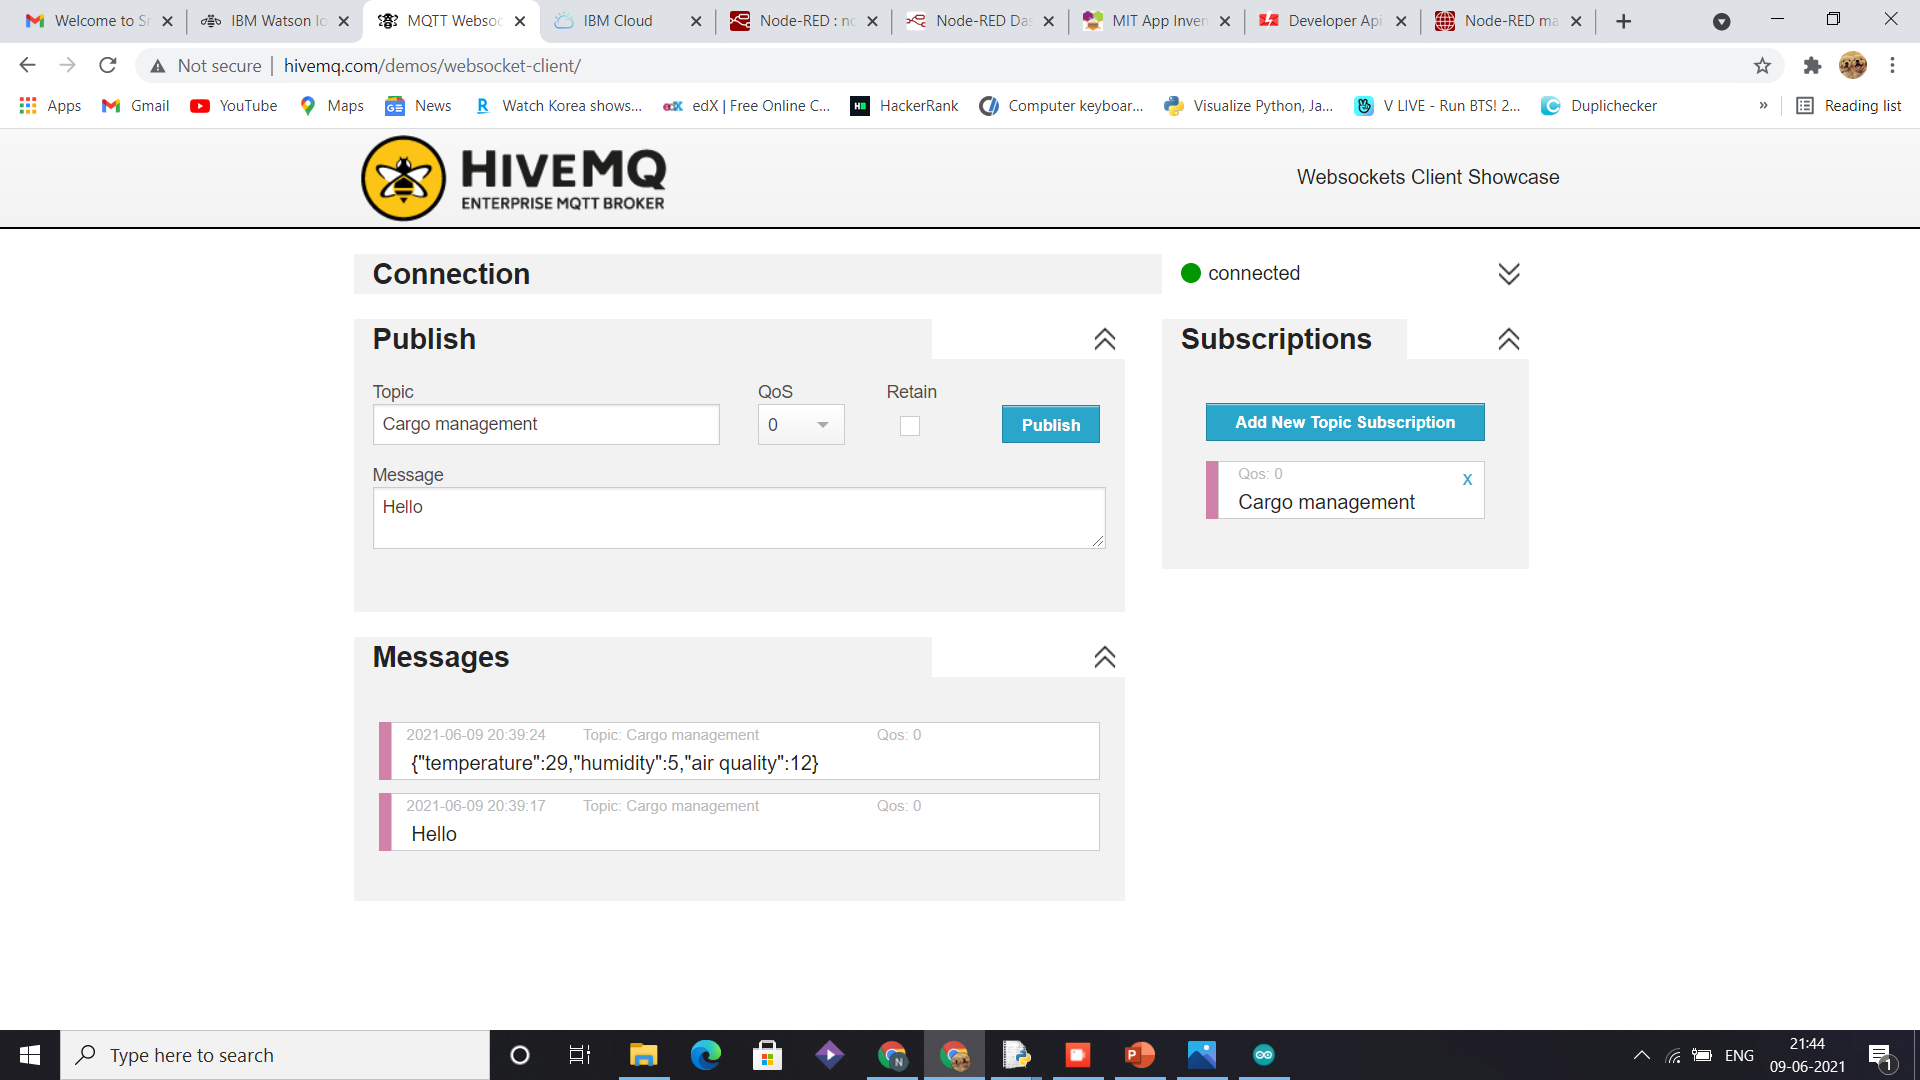 Welcome to S
IBM Watson Io
MQTT Websoc
IBM Cloud
Node-RED : no
Node-RED Da
MIT App Inven
Developer Api
Node-RED ma
Not secure
hivemq.com/demos/websocket-client/
Apps
Gmail
YouTube
Maps
News
Watch Korea shows...
edX | Free Online C...
HackerRank
Computer keyboar...
Visualize Python, Ja...
V LIVE - Run BTS! 2...
Duplichecker
»
Reading list
HIVEMQ
ENTERPRISE MQTT BROKER
Websockets Client Showcase
Connection
connected
Publish
Subscriptions
Topic
QoS
Retain
Cargo management
0
Publish
Add New Topic Subscription
Message
Hello
Qos: 0
x
Cargo management
Messages
2021-06-09 20:39:24 Topic: Cargo management Qos: 0
{"temperature":29,"humidity":5,"air quality":12}
2021-06-09 20:39:17 Topic: Cargo management Qos: 0
Hello
Type here to search
N
ENG
21:44
09-06-2021
1